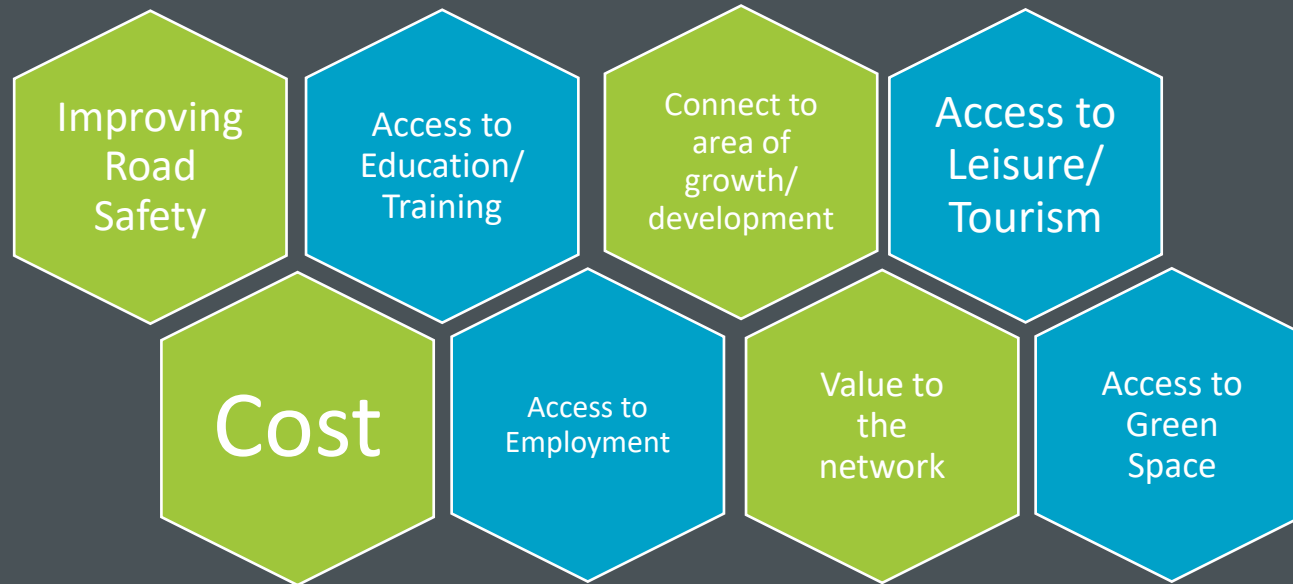 Improving
Road
Safety
Access to
Education/
Training
Connect to
area of
growth/
development
Access to
Leisure/
Tourism
Cost
Access to
Employment
Value to
the
network
Access to
Green
Space